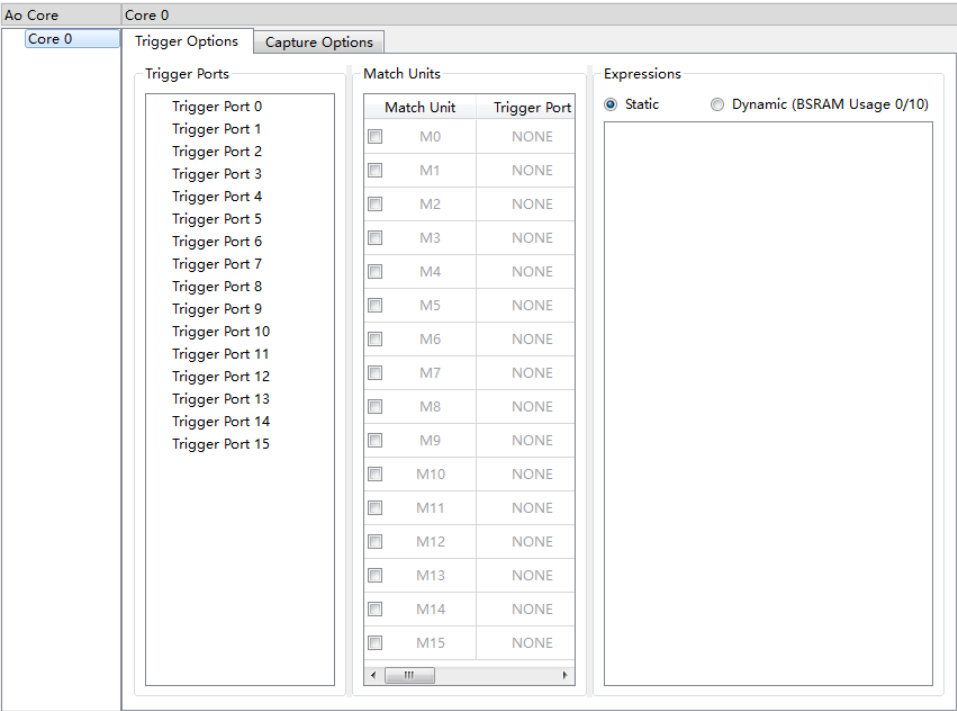 Ao Core
Core 0
Core 0
Trigger Options
Capture Options
Trigger Ports
Trigger Port 0
Trigger Port 1
Trigger Port 2
Trigger Port 3
Trigger Port 4
Trigger Port 5
Trigger Port 6
Trigger Port 7
Trigger Port 8
Trigger Port 9
Trigger Port 10
Trigger Port 11
Trigger Port 12
Trigger Port 13
Trigger Port 14
Trigger Port 15
Match Units
Match Unit Trigger Port
M0 NONE
M1 NONE
M2 NONE
M3 NONE
M4 NONE
M5 NONE
M6 NONE
M7 NONE
M8 NONE
M9 NONE
M10 NONE
M11 NONE
M12 NONE
M13 NONE
M14 NONE
M15 NONE
Expressions
Static Dynamic (BSRAM Usage 0/10)